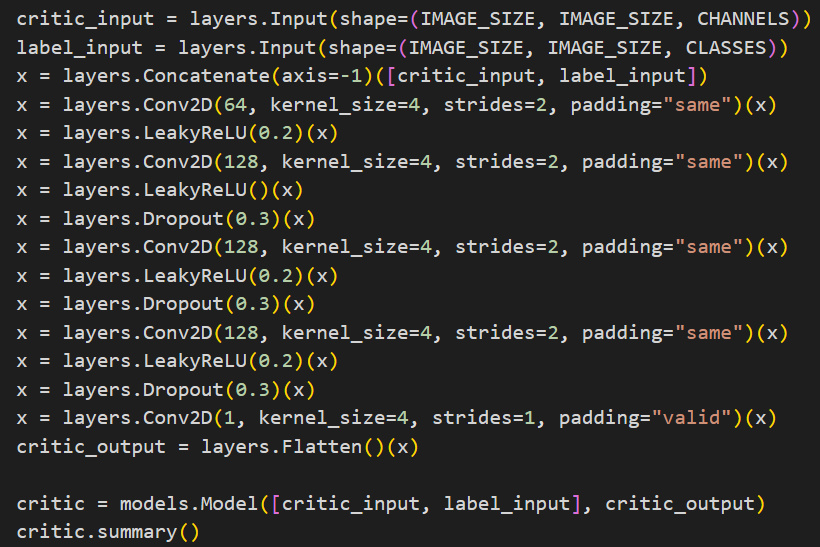 critic_input = layers.Input(shape=(IMAGE_SIZE, IMAGE_SIZE, CHANNELS))
label_input = layers.Input(shape=(IMAGE_SIZE, IMAGE_SIZE, CLASSES))
x = layers.Concatenate(axis=-1)([critic_input, label_input])
x = layers.Conv2D(64, kernel_size=4, strides=2, padding="same")(x)
x = layers.LeakyReLU(0.2)(x)
x = layers.Conv2D(128, kernel_size=4, strides=2, padding="same")(x)
x = layers.LeakyReLU()(x)
x = layers.Dropout(0.3)(x)
x = layers.Conv2D(128, kernel_size=4, strides=2, padding="same")(x)
x = layers.LeakyReLU(0.2)(x)
x = layers.Dropout(0.3)(x)
x = layers.Conv2D(128, kernel_size=4, strides=2, padding="same")(x)
x = layers.LeakyReLU(0.2)(x)
x = layers.Dropout(0.3)(x)
x = layers.Conv2D(1, kernel_size=4, strides=1, padding="valid")(x)
critic_output = layers.Flatten()(x)

critic = models.Model([critic_input, label_input], critic_output)
critic.summary()